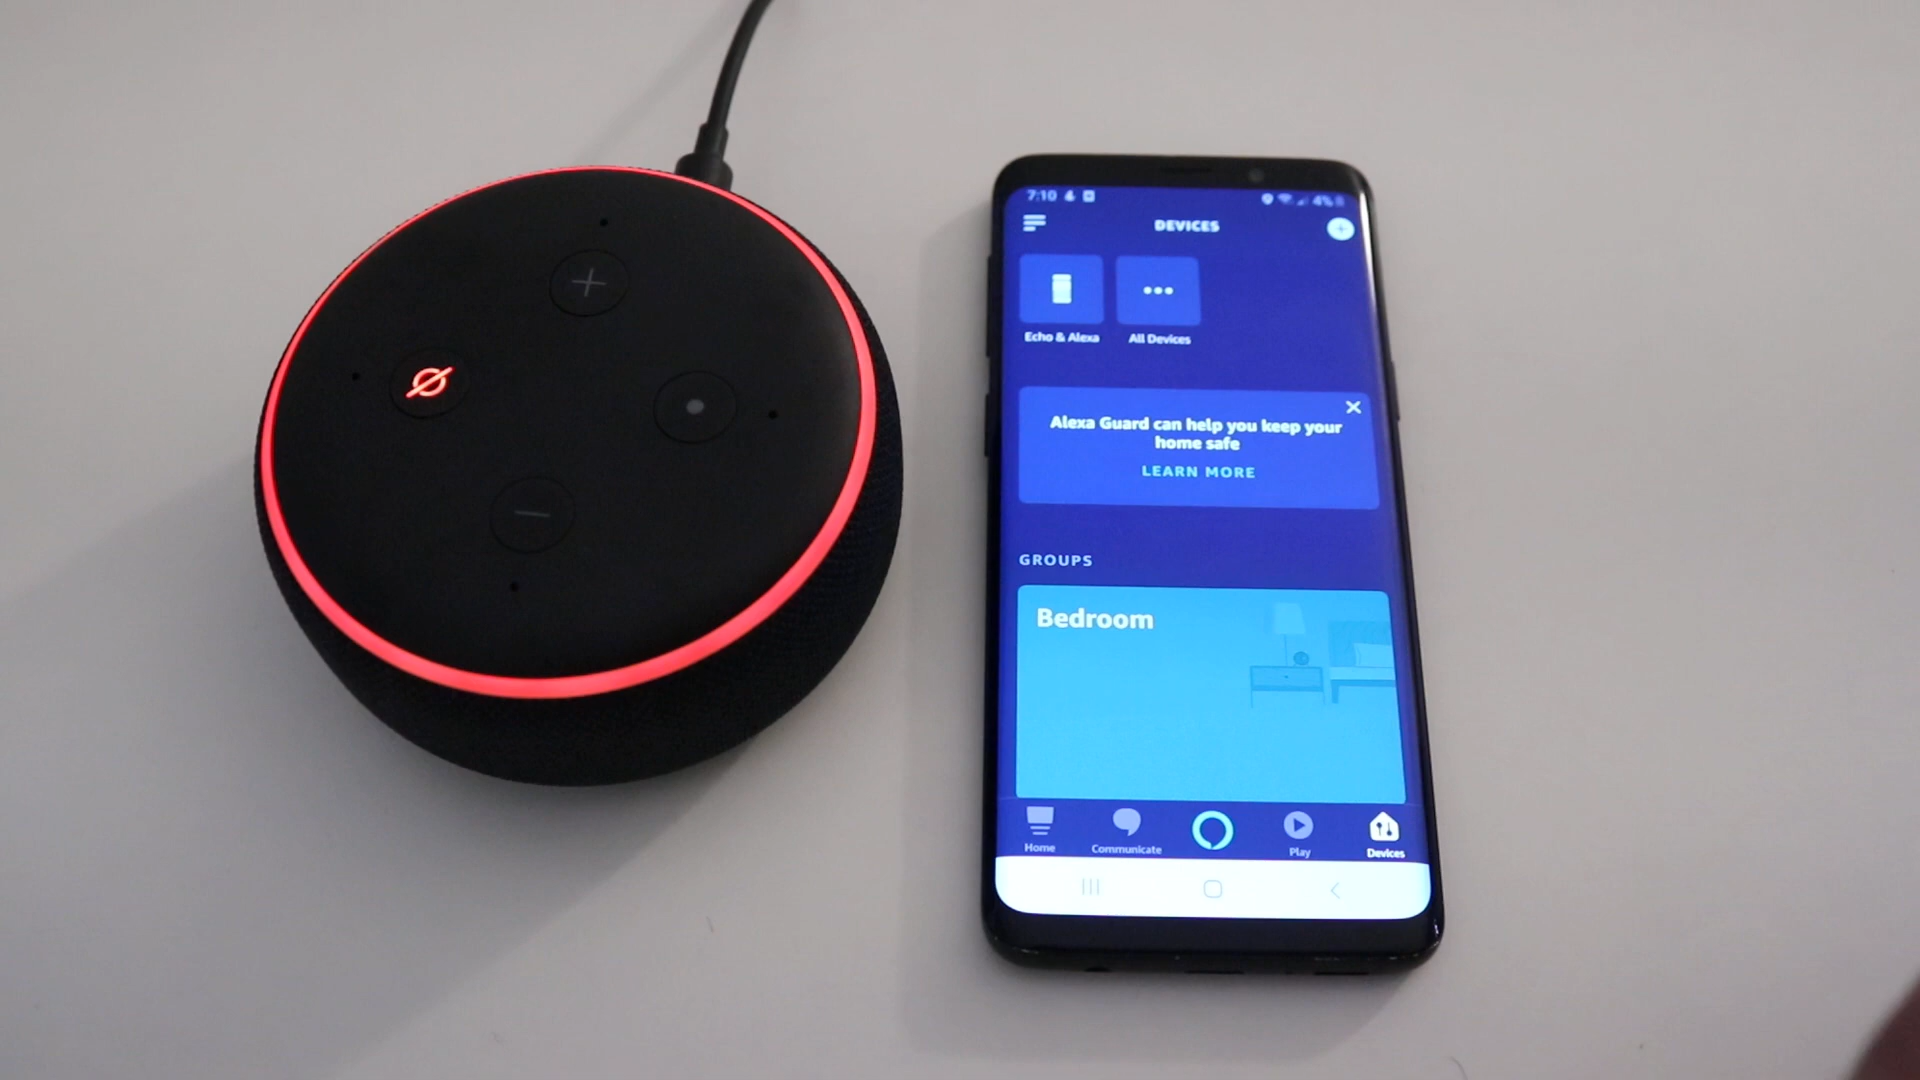 7:10
4%
DEVICES
Echo & Alexa
All Devices
Alexa Guard can help you keep your
home safe
LEARN MORE
GROUPS
Bedroom
Home
Communicate
Play
Devices